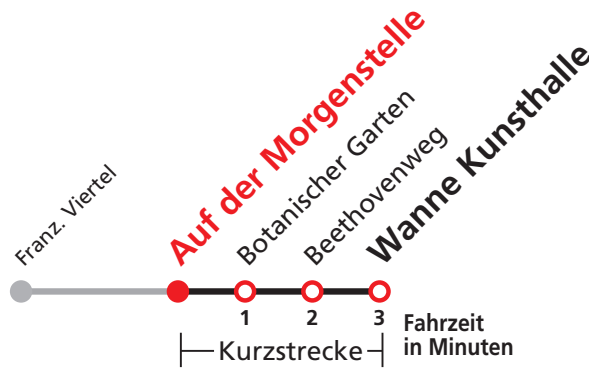 Franz. Viertel
Auf der Morgenstelle
Botanischer Garten
Beethovenweg
Wanne Kunsthalle
1 2 3
Fahrzeit
in Minuten
Kurzstrecke